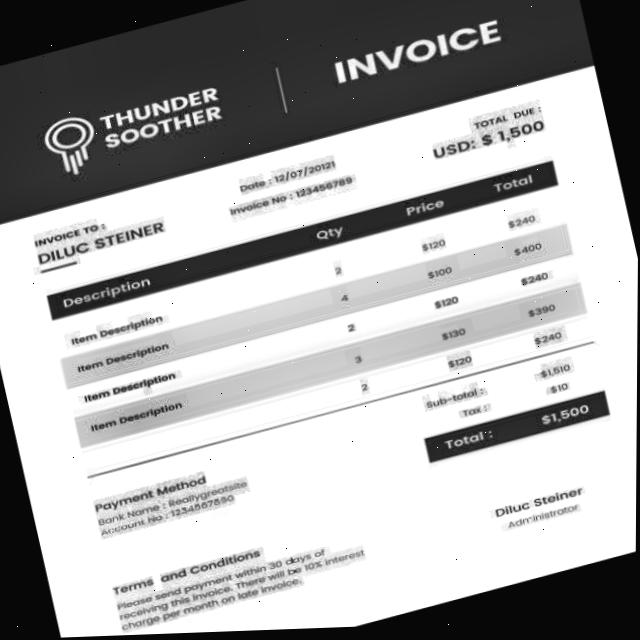 THUNDER
SOOTHER
INVOICE
TOTAL DUE :
USD: $ 1,500
Date : 12/07/20121
Invoice No : 123456789
INVOICE TO :
DILUC STEINER
Description Qty Price Total
Item Description 2 $120 $240
Item Description 4 $100 $400
Item Description 2 $120 $240
Item Description 3 $130 $390
2 $120 $240
Sub-total : $1,510
Tax : $10
Total : $1,500
Payment Method
Bank Name : Reallygreatsite
Account No : 1234567890
Diluc Steiner
Administrator
Terms and Conditions
Please send payment within 30 days of
receiving this invoice. There will be 10% interest
charge per month on late invoice.